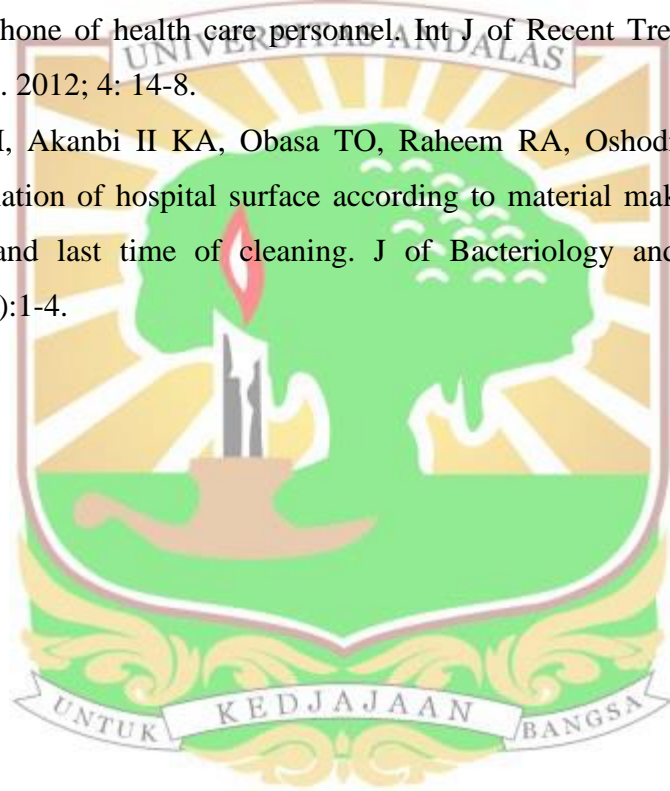 hone of health care personnel. Int J of Recent Tre
UNIVERSITAS ANDALAS
. 2012; 4: 14-8.
I, Akanbi II KA, Obasa TO, Raheem RA, Oshodi
nation of hospital surface according to material mak
and last time of cleaning. J of Bacteriology and
):1-4.
UNTUK KEDJAJAAN BANGSA